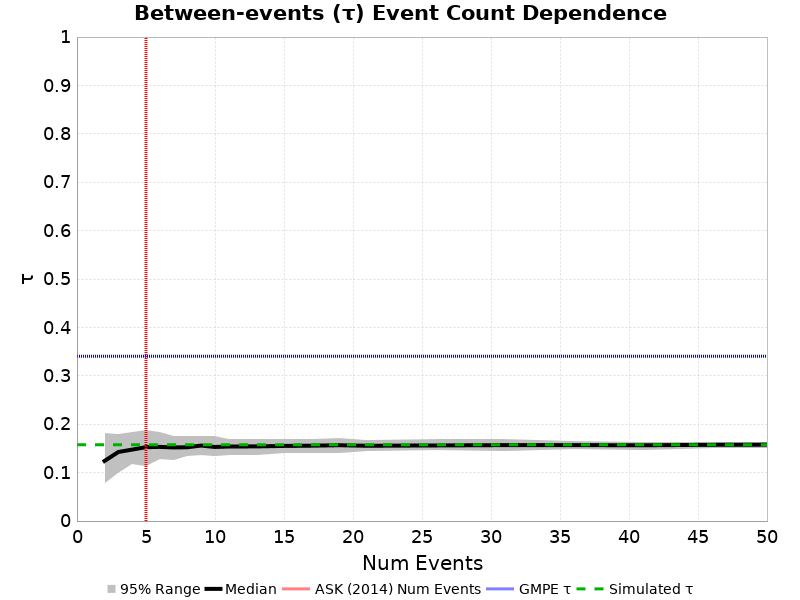 Between-events (τ) Event Count Dependence
1
0.9
0.8
0.7
0.6
0.5
0.4
0.3
0.2
0.1
0
τ
0 5 10 15 20 25 30 35 40 45 50
Num Events
95% Range Median ASK (2014) Num Events GMPE τ Simulated τ